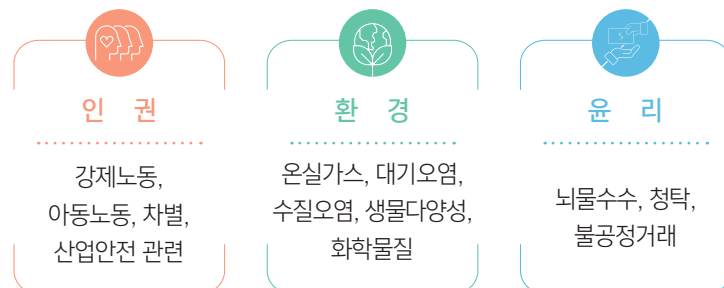 인 권
강제노동,
아동노동, 차별,
산업안전 관련
환 경
온실가스, 대기오염,
수질오염, 생물다양성,
화학물질
윤 리
뇌물수수, 청탁,
불공정거래